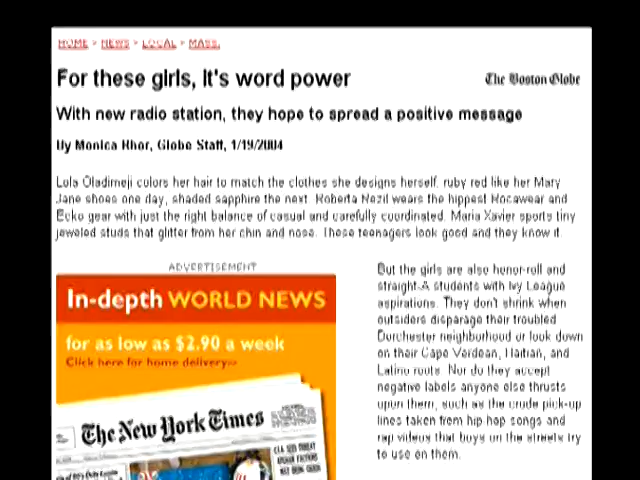 HOME > NEWS > LOCAL > MASS.
For these girls, it's word power
The Boston Globe
With new radio station, they hope to spread a positive message
By Monica Rhor, Globe Staff, 1/19/2004
Lola Oladimeji colors her hair to match the clothes she designs herself, ruby red like her Mary
Jane shoes one day, shaded sapphire the next. Roberta Nozil wears the hippest Rocawear and
Ecko gear with just the right balance of casual and carefully coordinated. Maria Xavier sports tiny
jeweled studs that glitter from her chin and nose. These teenagers look good and they know it.
ADVERTISEMENT
In-depth WORLD NEWS
for as low as $2.90 a week
Click here for home delivery>>
The New York Times
But the girls are also honor-roll and
straight-A students with Ivy League
aspirations. They don't shrink when
outsiders disparage their troubled
Dorchester neighborhood or look down
on their Cape Verdean, Haitian, and
Latino roots. Nor do they accept
negative labels anyone else thrusts
upon them, such as the crude pick-up
lines taken from hip hop songs and
rap videos that boys on the streets try
to use on them.